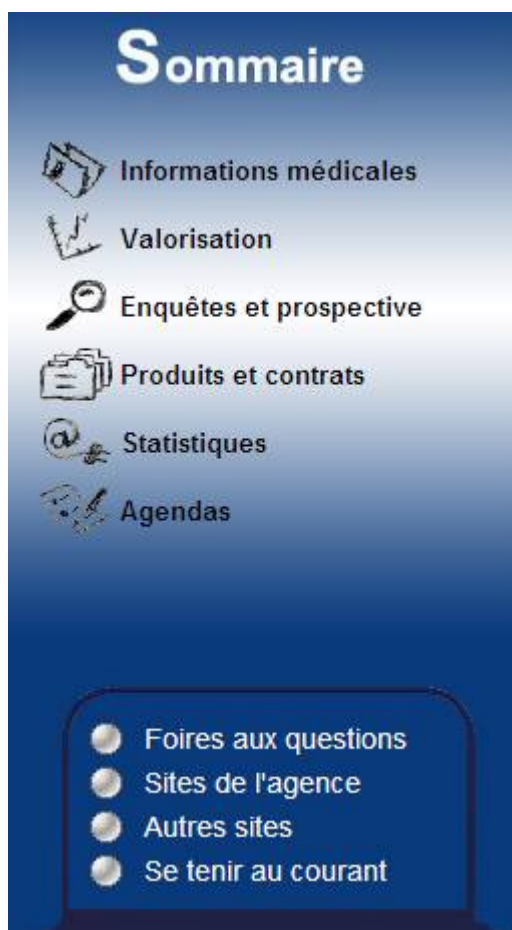 Sommaire
Informations médicales
Valorisation
Enquêtes et prospective
Produits et contrats
Statistiques
Agendas
Foires aux questions
Sites de l'agence
Autres sites
Se tenir au courant